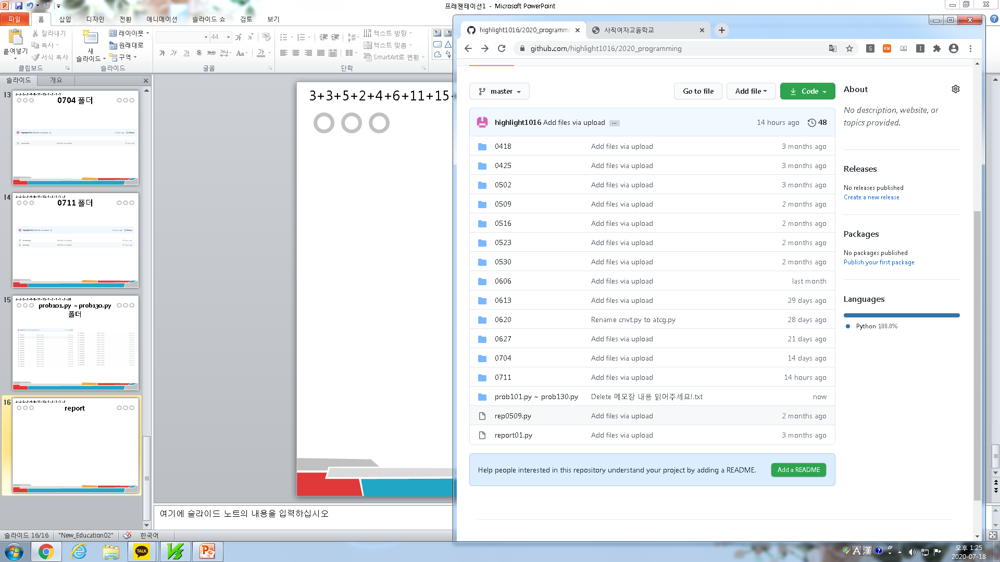 프레젠테이션1 - Microsoft PowerPoint
파일 홈 삽입 디자인 전환 애니메이션 슬라이드 쇼 검토 보기
붙여넣기
잘라내기
복사
서식 복사
클립보드
새
슬라이드
레이아웃
원래대로
구역
슬라이드
44
가 가 가 S 가나 Aa 가
글꼴
텍스트 방향
텍스트 맞춤
SmartArt로 변환
단락
슬라이드 개요
13
0704 폴더
14
0711 폴더
15
prob101.py ~ prob130.py
폴더
16
report
3+3+5+2+4+6+11+15
여기에 슬라이드 노트의 내용을 입력하십시오
슬라이드 16/16 "New_Education02" 한국어
highlight1016/2020_programmi
사직여자고등학교
github.com/highlight1016/2020_programming
master
Go to file
Add file
Code
highlight1016 Add files via upload ... 14 hours ago 48
0418 Add files via upload 3 months ago
0425 Add files via upload 3 months ago
0502 Add files via upload 3 months ago
0509 Add files via upload 2 months ago
0516 Add files via upload 2 months ago
0523 Add files via upload 2 months ago
0530 Add files via upload 2 months ago
0606 Add files via upload last month
0613 Add files via upload 29 days ago
0620 Rename cnvt.py to atcg.py 28 days ago
0627 Add files via upload 21 days ago
0704 Add files via upload 14 days ago
0711 Add files via upload 14 hours ago
prob101.py ~ prob130.py Delete 메모장 내용 읽어주세요!.txt now
rep0509.py Add files via upload 2 months ago
report01.py Add files via upload 3 months ago
Help people interested in this repository understand your project by adding a README.
Add a README
About
No description, website, or
topics provided.
Releases
No releases published
Create a new release
Packages
No packages published
Publish your first package
Languages
Python 100.0%
TALK
A 漢
오후 1:25
2020-07-18